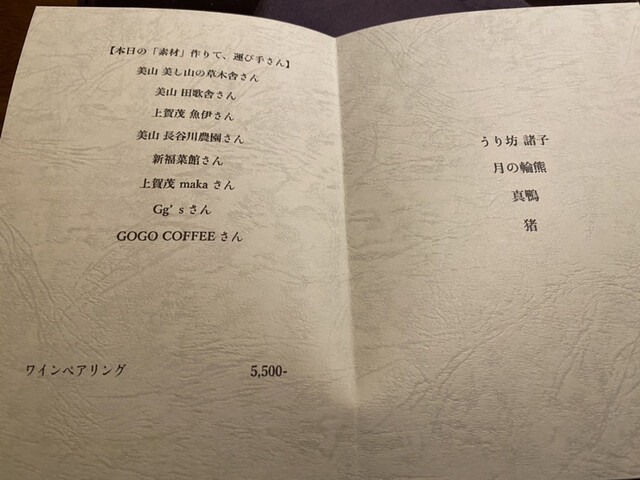 【本日の「素材」作りて、運び手さん】
美山 美し山の草木舎さん
美山 田歌舎さん
上賀茂 魚伊さん
美山 長谷川農園さん
新福菜館さん
上賀茂 maka さん
Gg’sさん
GOGO COFFEE さん
ワインペアリング 5,500-
うり坊 諸子
月の輪熊
真鴨
猪